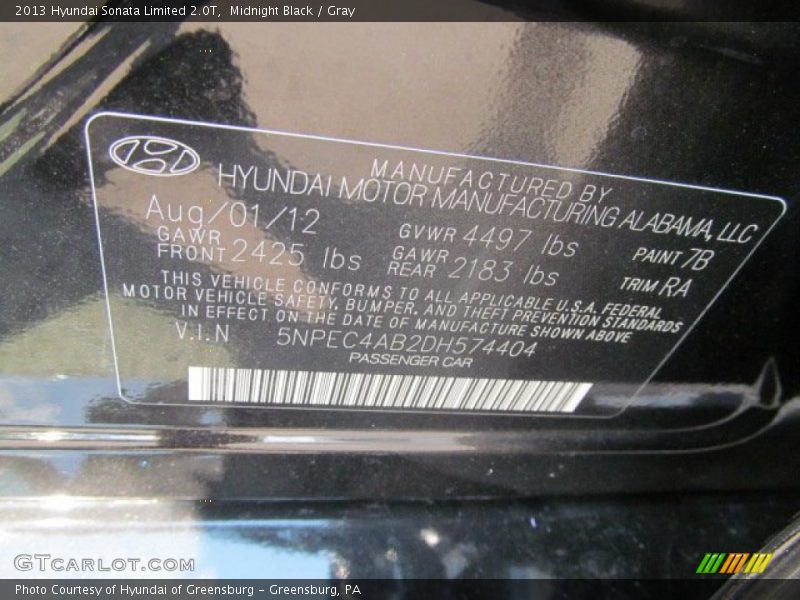 2013 Hyundai Sonata Limited 2.0T, Midnight Black / Gray
MANUFACTURED BY
HYUNDAI MOTOR MANUFACTURING ALABAMA, LLC
Aug/01/12 GVWR 4497 lbs PAINT 7B
GAWR FRONT 2425 lbs GAWR REAR 2183 lbs TRIM RA
THIS VEHICLE CONFORMS TO ALL APPLICABLE U.S.A. FEDERAL
MOTOR VEHICLE SAFETY, BUMPER, AND THEFT PREVENTION STANDARDS
IN EFFECT ON THE DATE OF MANUFACTURE SHOWN ABOVE
V.I.N 5NPEC4AB2DH574404
PASSENGER CAR
GTCARLOT.COM
Photo Courtesy of Hyundai of Greensburg - Greensburg, PA